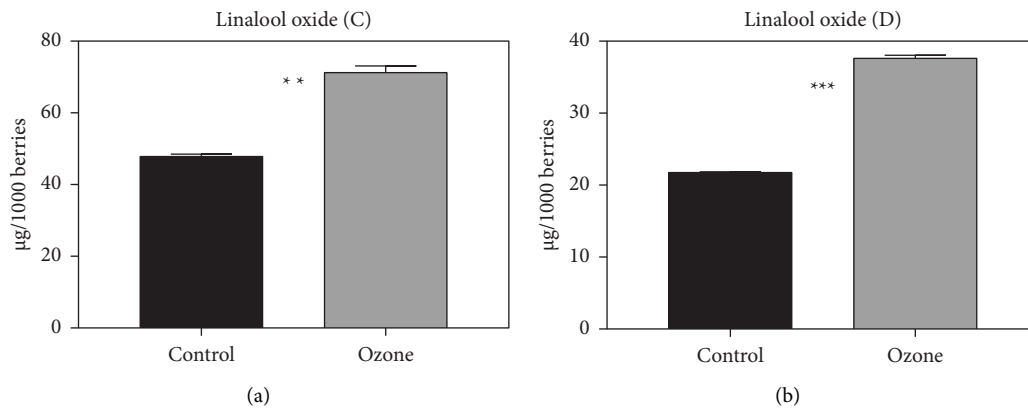 Linalool oxide (C)
80
60
40
20
0
µg/1000 berries
* *
Control
Ozone
(a)
Linalool oxide (D)
40
30
20
10
0
µg/1000 berries
***
Control
Ozone
(b)